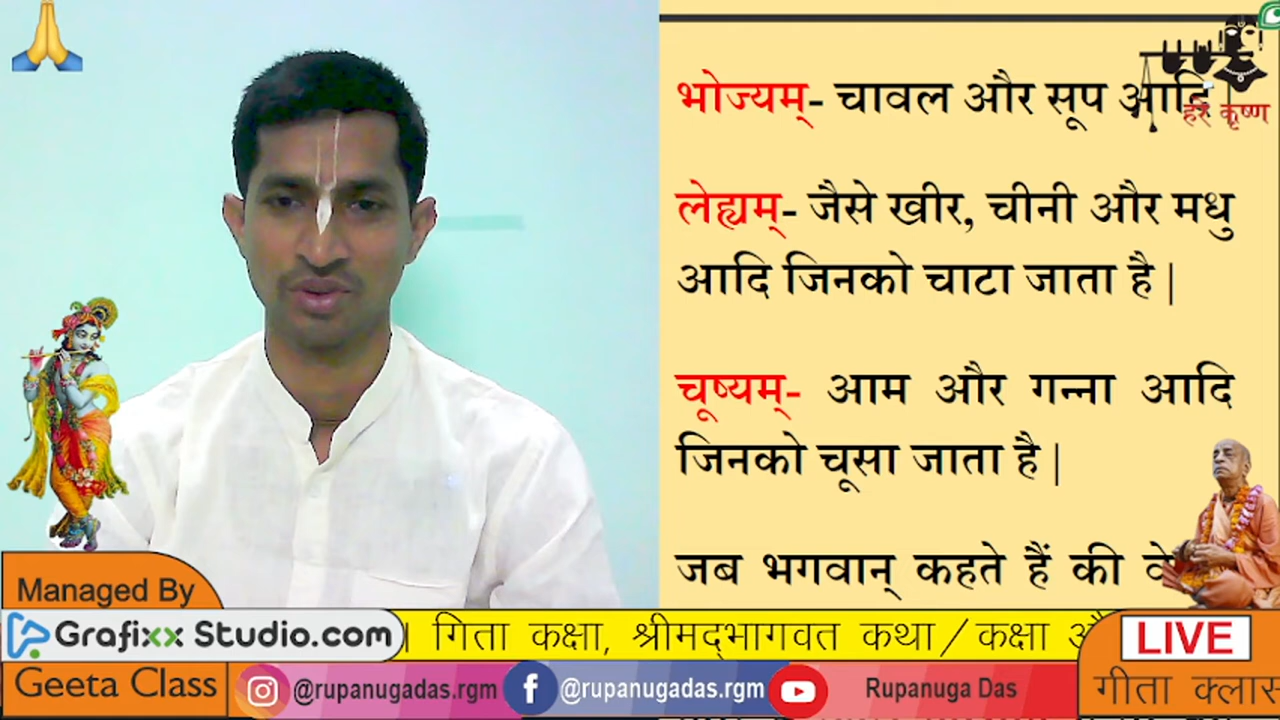 भोज्यम्- चावल और सूप आदि
हरे कृष्ण
लेह्यम्- जैसे खीर, चीनी और मधु
आदि जिनको चाटा जाता है |
चूष्यम्- आम और गन्ना आदि
जिनको चूसा जाता है |
जब भगवान् कहते हैं की
Managed By
Grafixx Studio.com
। गिता कक्षा, श्रीमद्भागवत कथा/कक्षा
LIVE
Geeta Class
@rupanugadas.rgm
@rupanugadas.rgm
Rupanuga Das
गीता क्लास